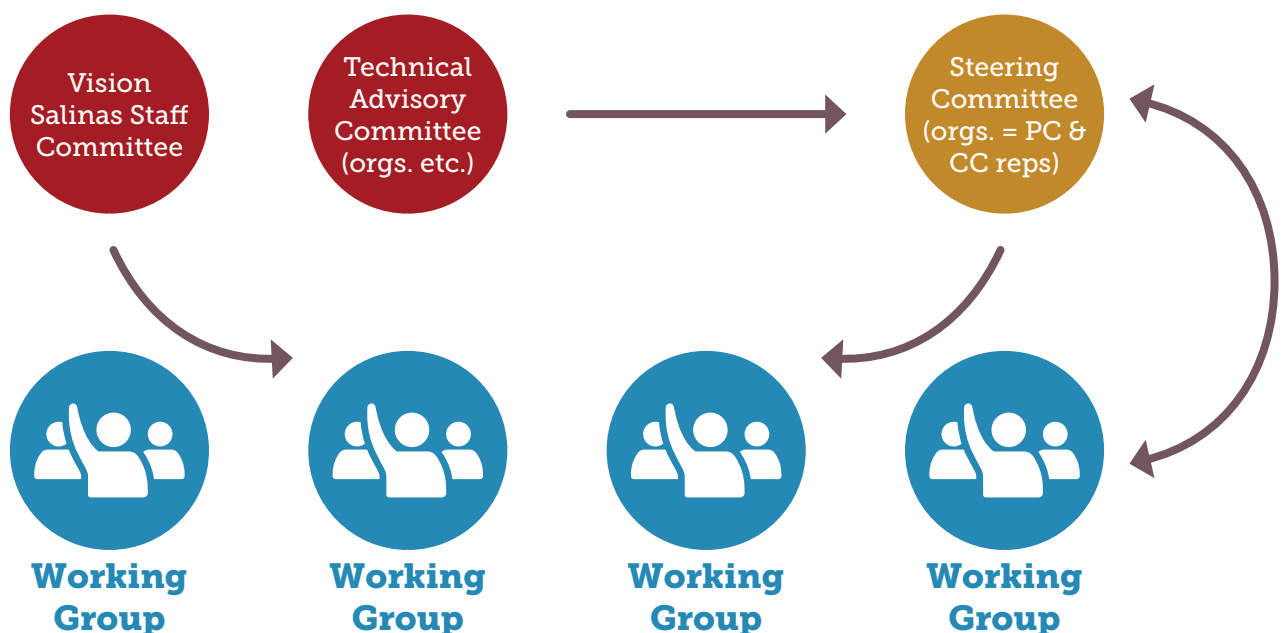 Vision
Salinas Staff
Committee
Technical
Advisory
Committee
(orgs. etc.)
Steering
Committee
(orgs. = PC &
CC reps)
Working
Group
Working
Group
Working
Group
Working
Group